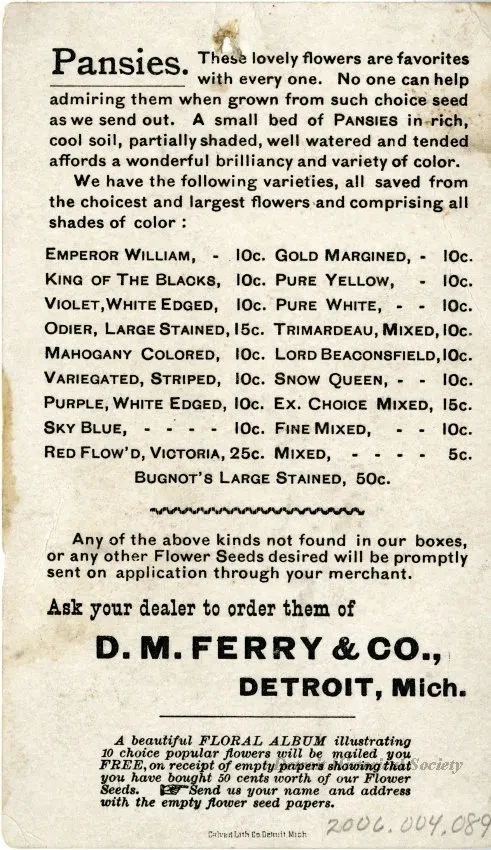 Pansies. These lovely flowers are favorites
with every one. No one can help
admiring them when grown from such choice seed
as we send out. A small bed of PANSIES in rich,
cool soil, partially shaded, well watered and tended
affords a wonderful brilliancy and variety of color.
We have the following varieties, all saved from
the choicest and largest flowers and comprising all
shades of color :
EMPEROR WILLIAM, - 10c. GOLD MARGINED, - 10c.
KING OF THE BLACKS, 10c. PURE YELLOW, - 10c.
VIOLET, WHITE EDGED, 10c. PURE WHITE, - - 10c.
ODIER, LARGE STAINED, 15c. TRIMARDEAU, MIXED, 10c.
MAHOGANY COLORED, 10c. LORD BEACONSFIELD, 10c.
VARIEGATED, STRIPED, 10c. SNOW QUEEN, - - 10c.
PURPLE, WHITE EDGED, 10c. EX. CHOICE MIXED, 15c.
SKY BLUE, - - - - 10c. FINE MIXED, - - 10c.
RED FLOW'D, VICTORIA, 25c. MIXED, - - - - 5c.
BUGNOT'S LARGE STAINED, 50c.
Any of the above kinds not found in our boxes,
or any other Flower Seeds desired will be promptly
sent on application through your merchant.
Ask your dealer to order them of
D. M. FERRY & CO.,
DETROIT, Mich.
A beautiful FLORAL ALBUM illustrating
10 choice popular flowers will be mailed you
FREE, on receipt of empty papers showing that
you have bought 50 cents worth of our Flower
Seeds. ☞ Send us your name and address
with the empty flower seed papers.
Calvert Lith. Co. Detroit, Mich.
2006.004.089